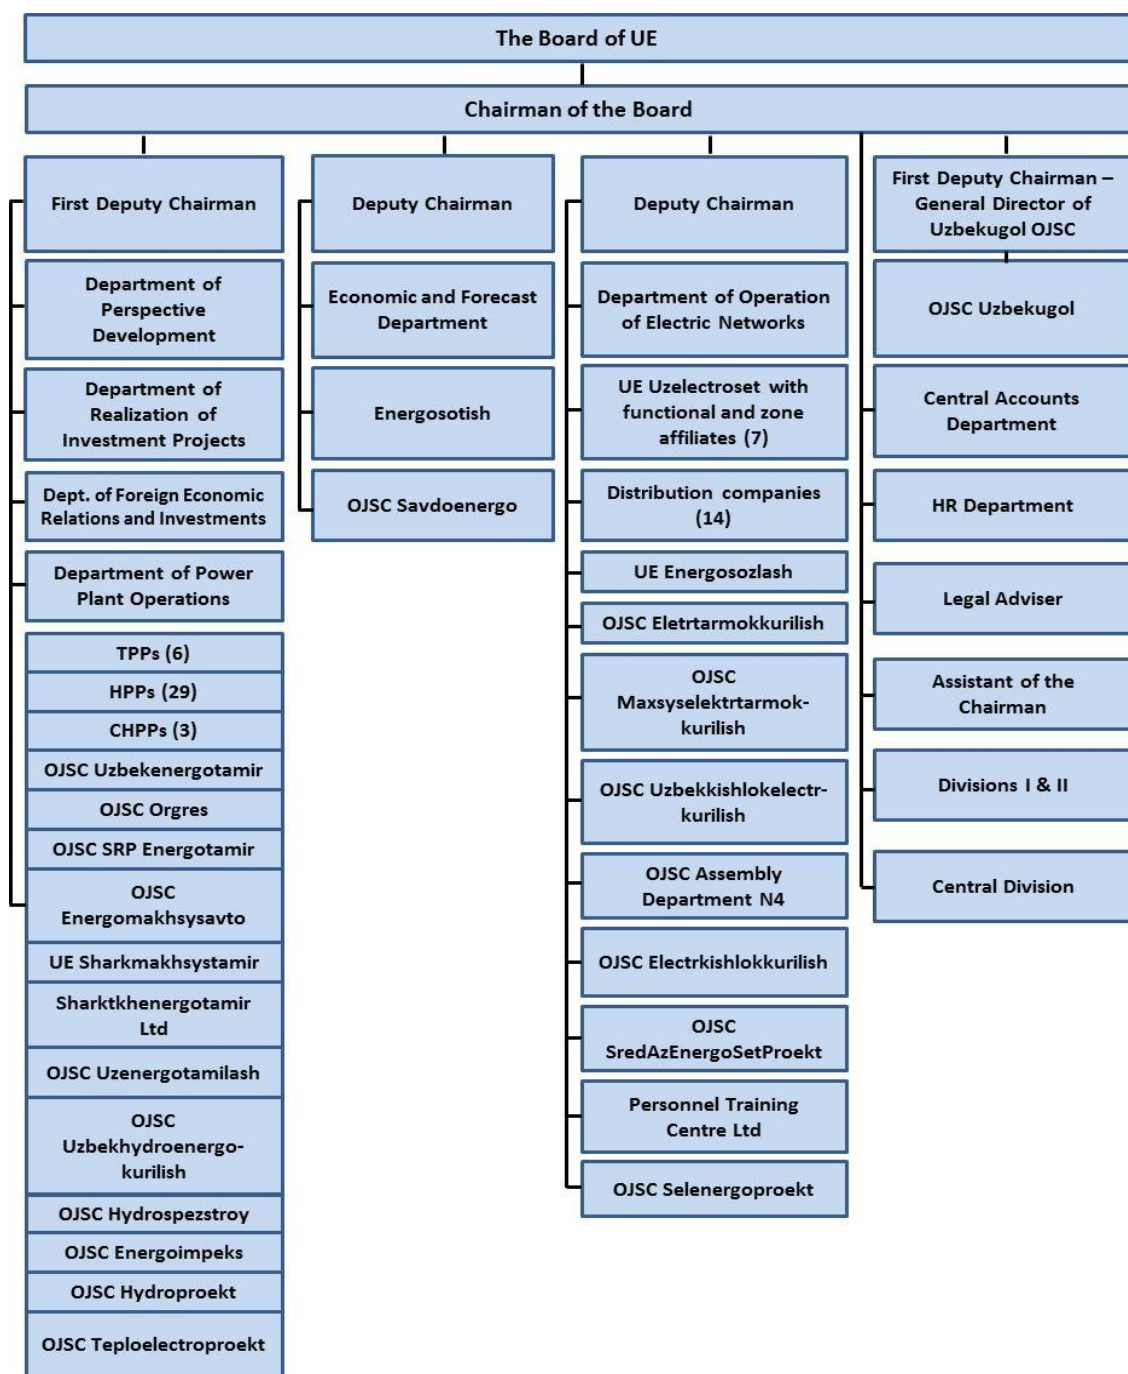 The Board of UE
Chairman of the Board
First Deputy Chairman
Department of
Perspective
Development
Department of
Realization of
Investment Projects
Dept. of Foreign Economic
Relations and Investments
Department of Power
Plant Operations
TPPs (6)
HPPs (29)
CHPPs (3)
OJSC Uzbekenergotamir
OJSC Orgres
OJSC SRP Energotamir
OJSC
Energomakhsysavto
UE Sharkmakhsystamir
Sharktkhenergotamir
Ltd
OJSC Uzenergotamilash
OJSC
Uzbekhydroenergo-
kurilish
OJSC Hydrospezstroy
OJSC Energoimpeks
OJSC Hydroproekt
OJSC Teploelectroproekt
Deputy Chairman
Economic and Forecast
Department
Energosotish
OJSC Savdoenergo
Deputy Chairman
Department of Operation
of Electric Networks
UE Uzelectroset with
functional and zone
affiliates (7)
Distribution companies
(14)
UE Energosozlash
OJSC Eletrtarmokkurilish
OJSC
Maxsyselektrtarmok-
kurilish
OJSC Uzbekkishlokelectr-
kurilish
OJSC Assembly
Department N4
OJSC Electrkishlokkurilish
OJSC
SredAzEnergoSetProekt
Personnel Training
Centre Ltd
OJSC Selenergoproekt
First Deputy Chairman –
General Director of
Uzbekugol OJSC
OJSC Uzbekugol
Central Accounts
Department
HR Department
Legal Adviser
Assistant of the
Chairman
Divisions I & II
Central Division